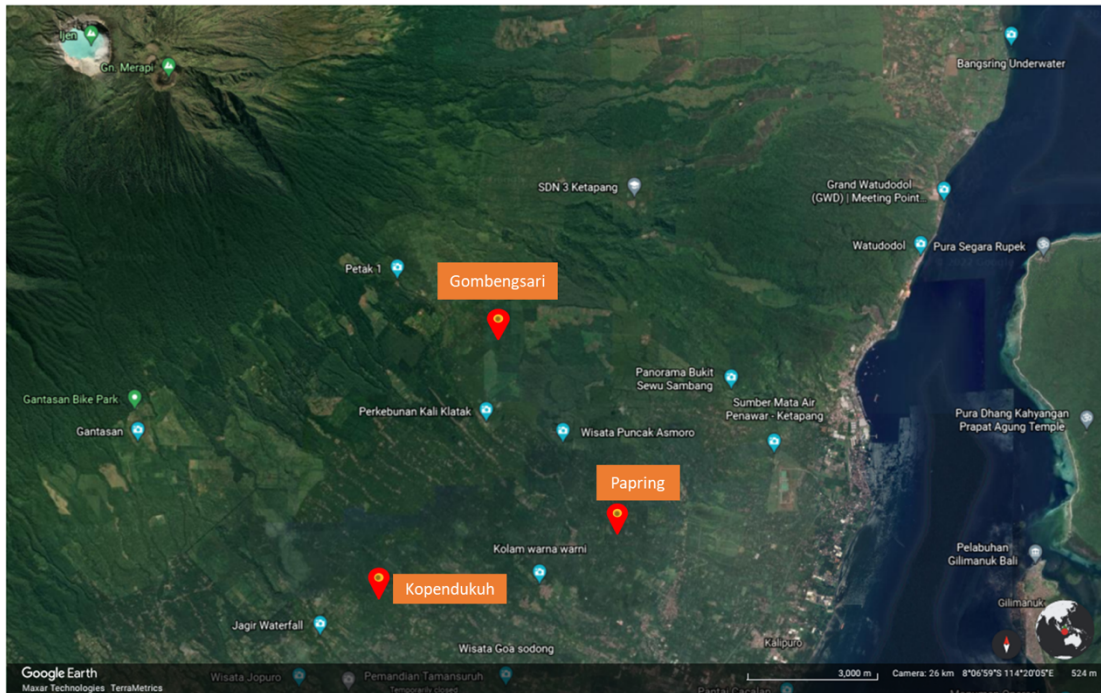 Ijen
Gn. Merapi
Bangsring Underwater
SDN 3 Ketapang
Grand Watudodol
(GWD) | Meeting Point...
Watudodol
Pura Segara Rupek
Petak 1
Gombengsari
Panorama Bukit
Sewu Sambang
Gantasan Bike Park
Gantasan
Perkebunan Kali Klatak
Sumber Mata Air
Penawar - Ketapang
Wisata Puncak Asmoro
Pura Dhang Kahyangan
Prapat Agung Temple
Papring
Kolam warna warni
Pelabuhan
Gilimanuk Bali
Kopendukuh
Gilimanuk
Jagir Waterfall
Wisata Goa sodong
Kalipuro
Google Earth
Maxar Technologies TerraMetrics
Wisata Jopuro
Pemandian Tamansuruh
Temporarily closed
Pantai Cacalan
3,000 m
Camera: 26 km 8°06'59"S 114°20'05"E 524 m